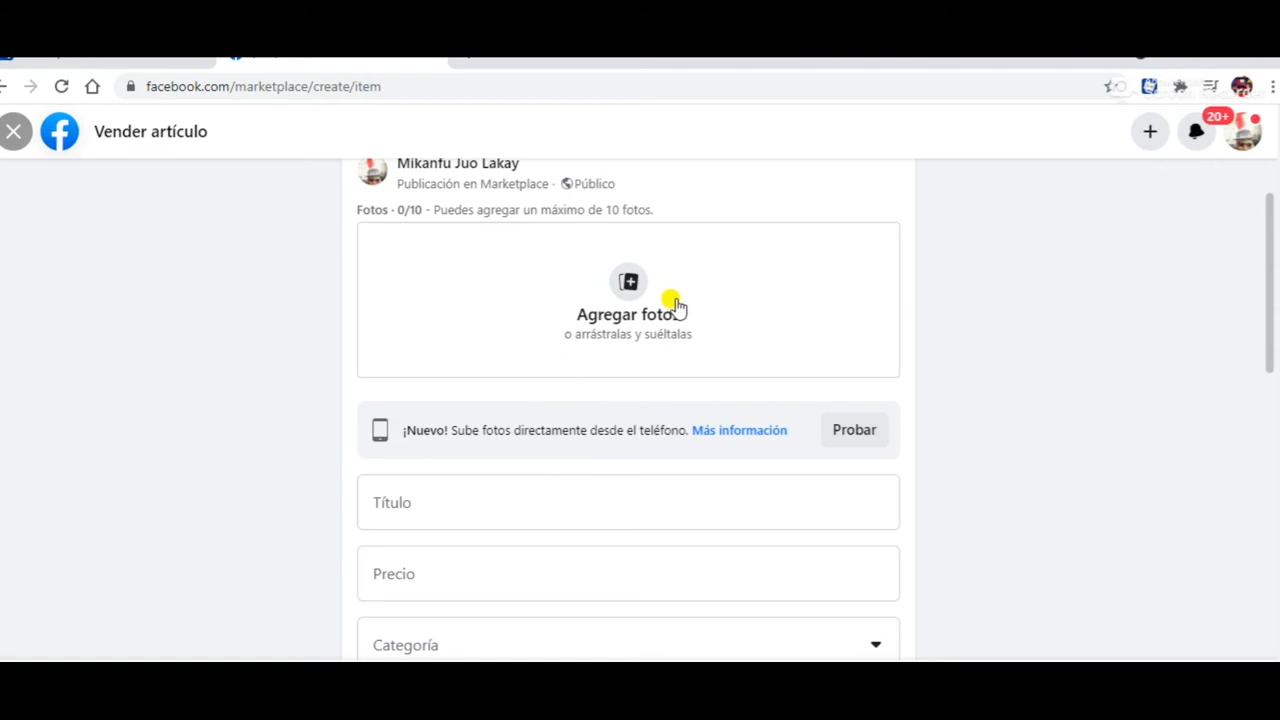 facebook.com/marketplace/create/item
Vender artículo
20+
Mikanfu Juo Lakay
Publicación en Marketplace · Público
Fotos · 0/10 - Puedes agregar un máximo de 10 fotos.
Agregar fotos
o arrástralas y suéltalas
¡Nuevo! Sube fotos directamente desde el teléfono. Más información
Probar
Título
Precio
Categoría